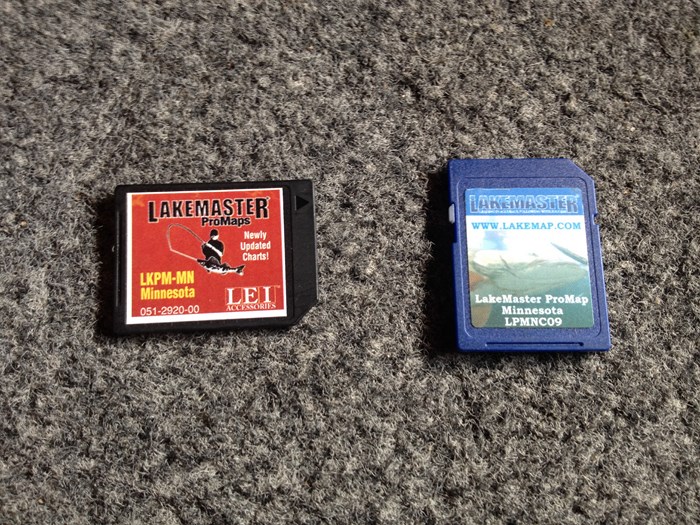 LAKEMASTER
ProMaps
Newly
Updated
Charts!
LKPM-MN
Minnesota
051-2920-00
LEI
ACCESSORIES
LAKEMASTER
WWW.LAKEMAP.COM
LakeMaster ProMap
Minnesota
LPMNC09